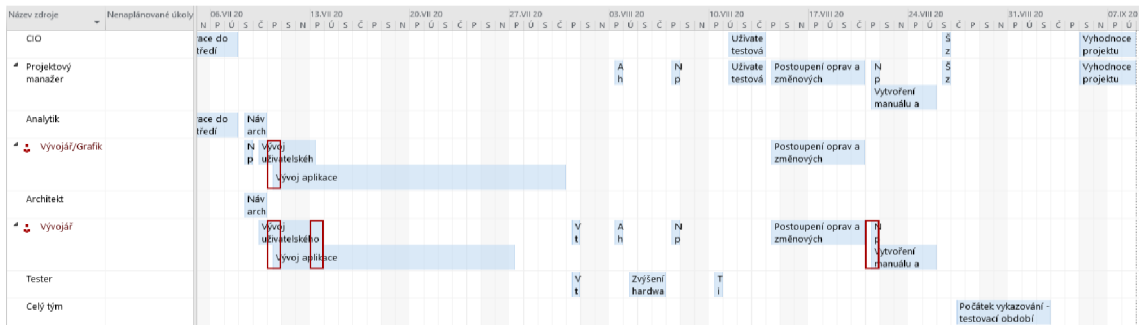 Název zdroje Nenaplánované úkoly 06.VII 20 13.VII 20 20.VII 20 27.VII 20 03.VIII 20 10.VIII 20 17.VIII 20 24.VIII 20 31.VIII 20 07.IX 20
N P Ú S Č P S N P Ú S Č P S N P Ú S Č P S N P Ú S Č P S N P Ú S Č P S N P Ú S Č P S N P Ú S Č P S N P Ú S Č P S N P Ú S Č P S N P Ú
CIO ace do Uživate Š Vyhodnoce
tředí testová z projektu
Projektový A N Uživate Postoupení oprav a N Š Vyhodnoce
manažer h p testová změnových p z projektu
Vytvoření
manuálu a
Analytik ace do Náv
tředí arch
Vývojář/Grafik N Vývoj Postoupení oprav a
p uživatelskéh změnových
Vývoj aplikace
Architekt Náv
arch
Vývojář Vývoj V A N Postoupení oprav a N
uživatelského t h p změnových p
Vývoj aplikace Vytvoření
manuálu a
Tester V Zvýšení T
t hardwa i
Celý tým Počátek vykazování -
testovací období